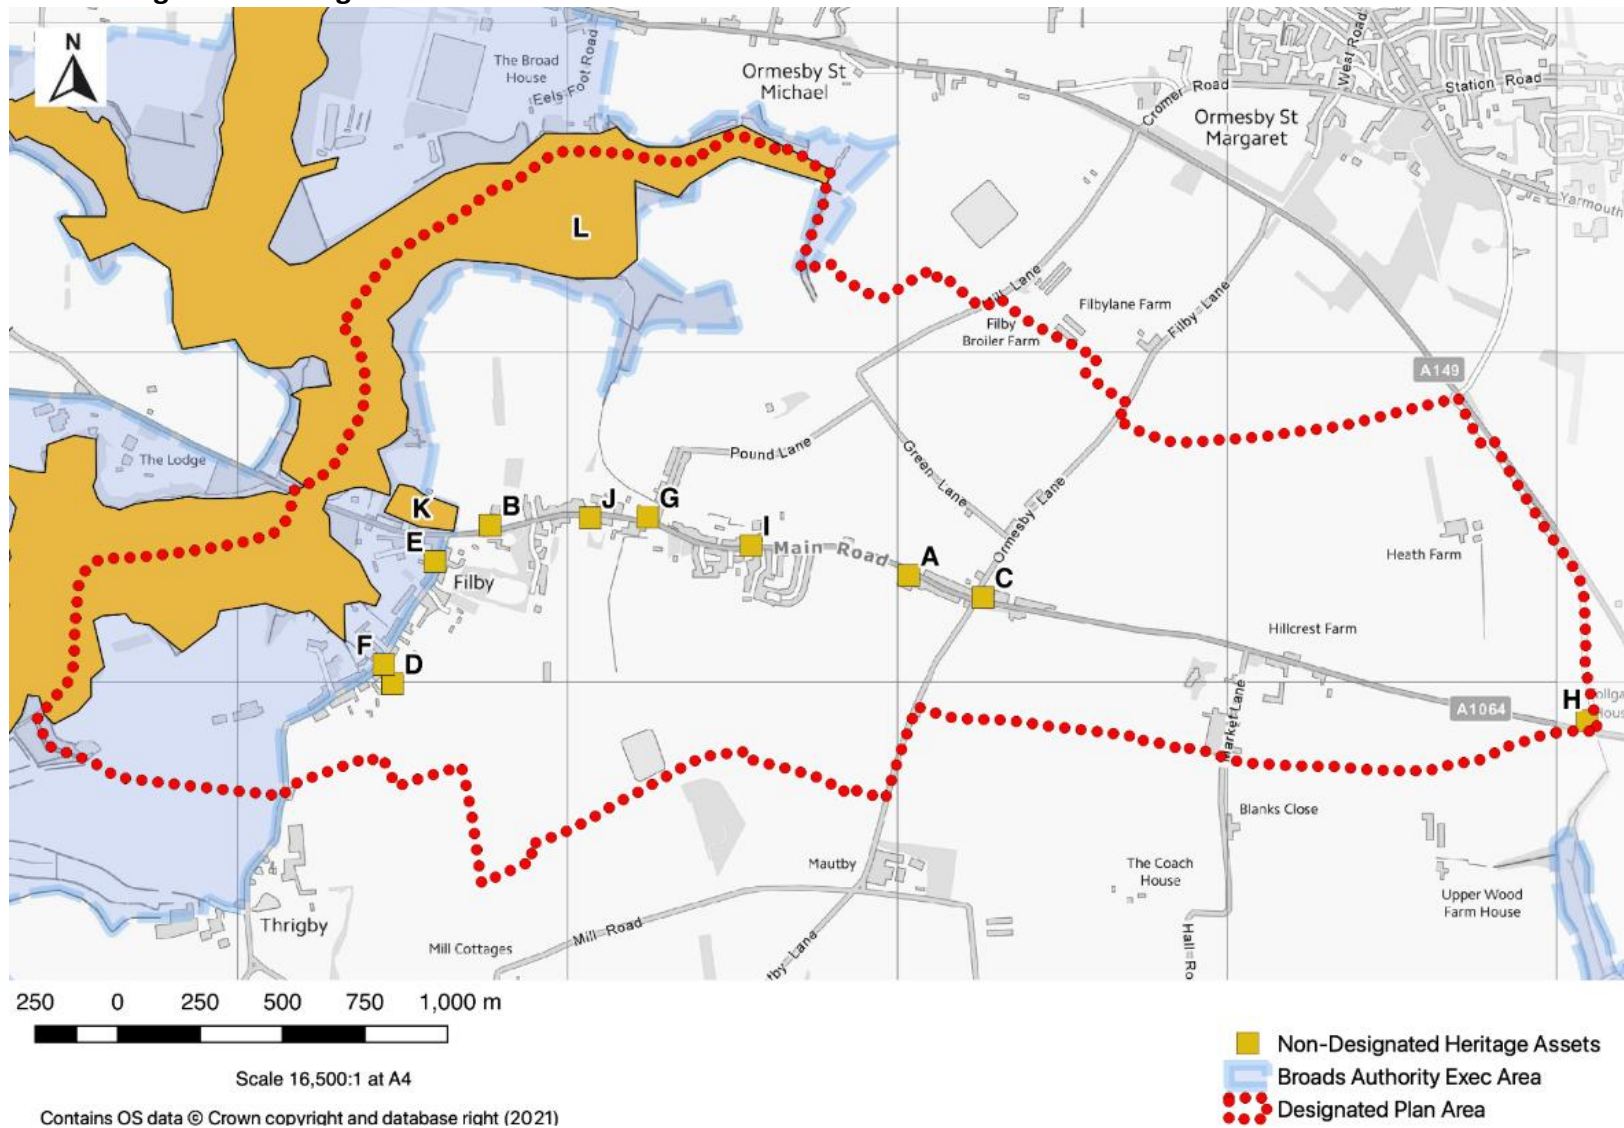 N
The Broad
House
Eels Foot Road
Ormesby St
Michael
West Road
Cromer Road
Station Road
Ormesby St
Margaret
Yarmouth
L
Mill Lane
Filbylane Farm
Filby Lane
Filby
Broiler Farm
A149
The Lodge
Pound Lane
Green Lane
Ormesby Lane
K
B
J
G
I
Main Road
A
C
E
Filby
Heath Farm
F
D
Hillcrest Farm
Market Lane
A1064
H
Blanks Close
Mautby
The Coach
House
Upper Wood
Farm House
Thrigby
Mill Cottages
Mill Road
tby Lane
Hall Ro
250 0 250 500 750 1,000 m
Scale 16,500:1 at A4
Contains OS data © Crown copyright and database right (2021)
Non-Designated Heritage Assets
Broads Authority Exec Area
Designated Plan Area